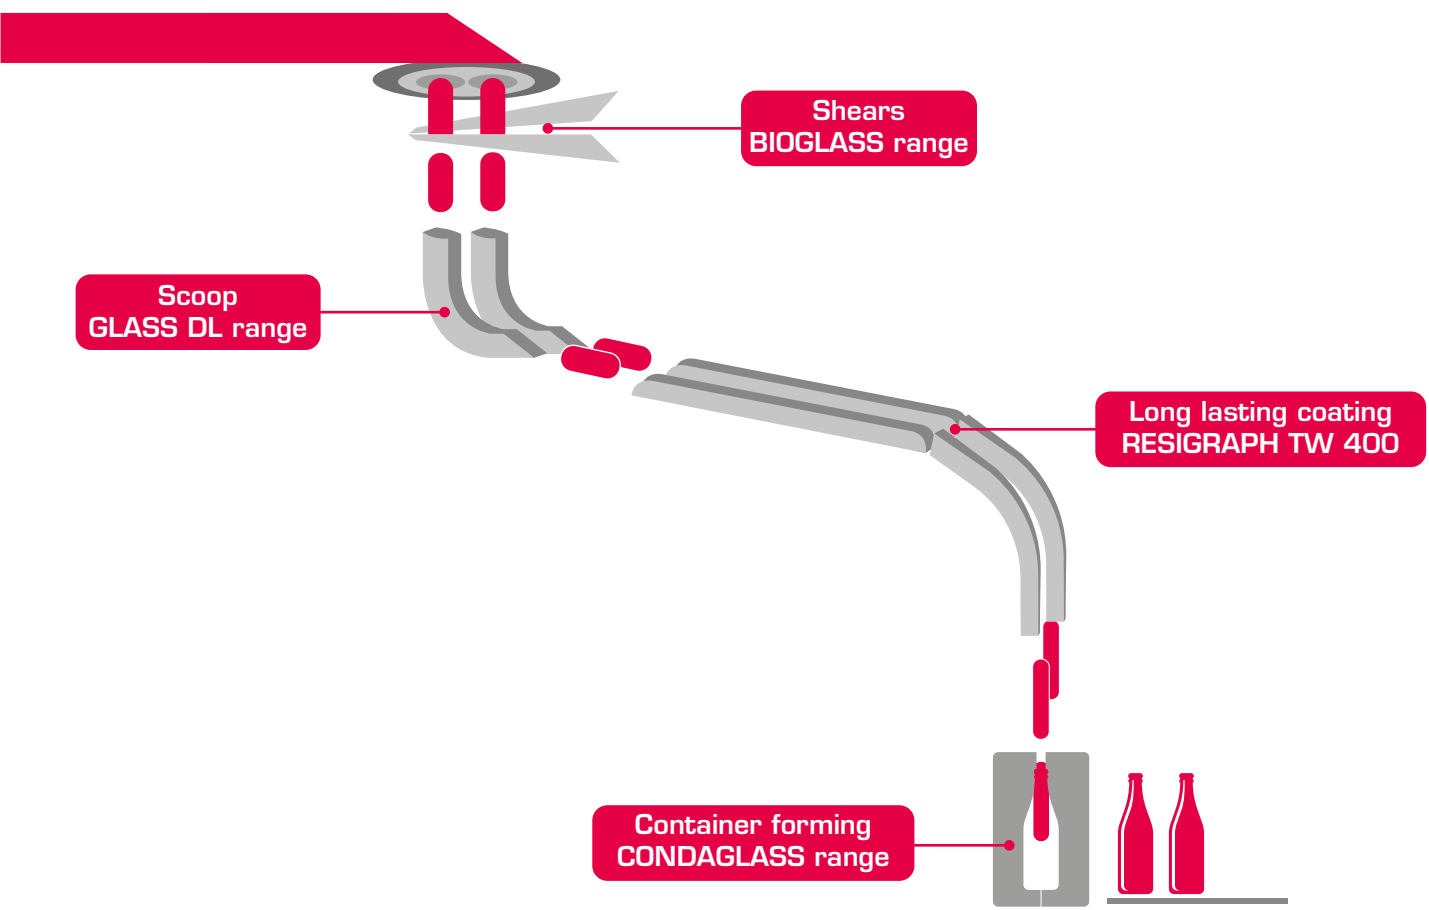 Shears
BIOGLASS range
Scoop
GLASS DL range
Long lasting coating
RESIGRAPH TW 400
Container forming
CONDAGLASS range